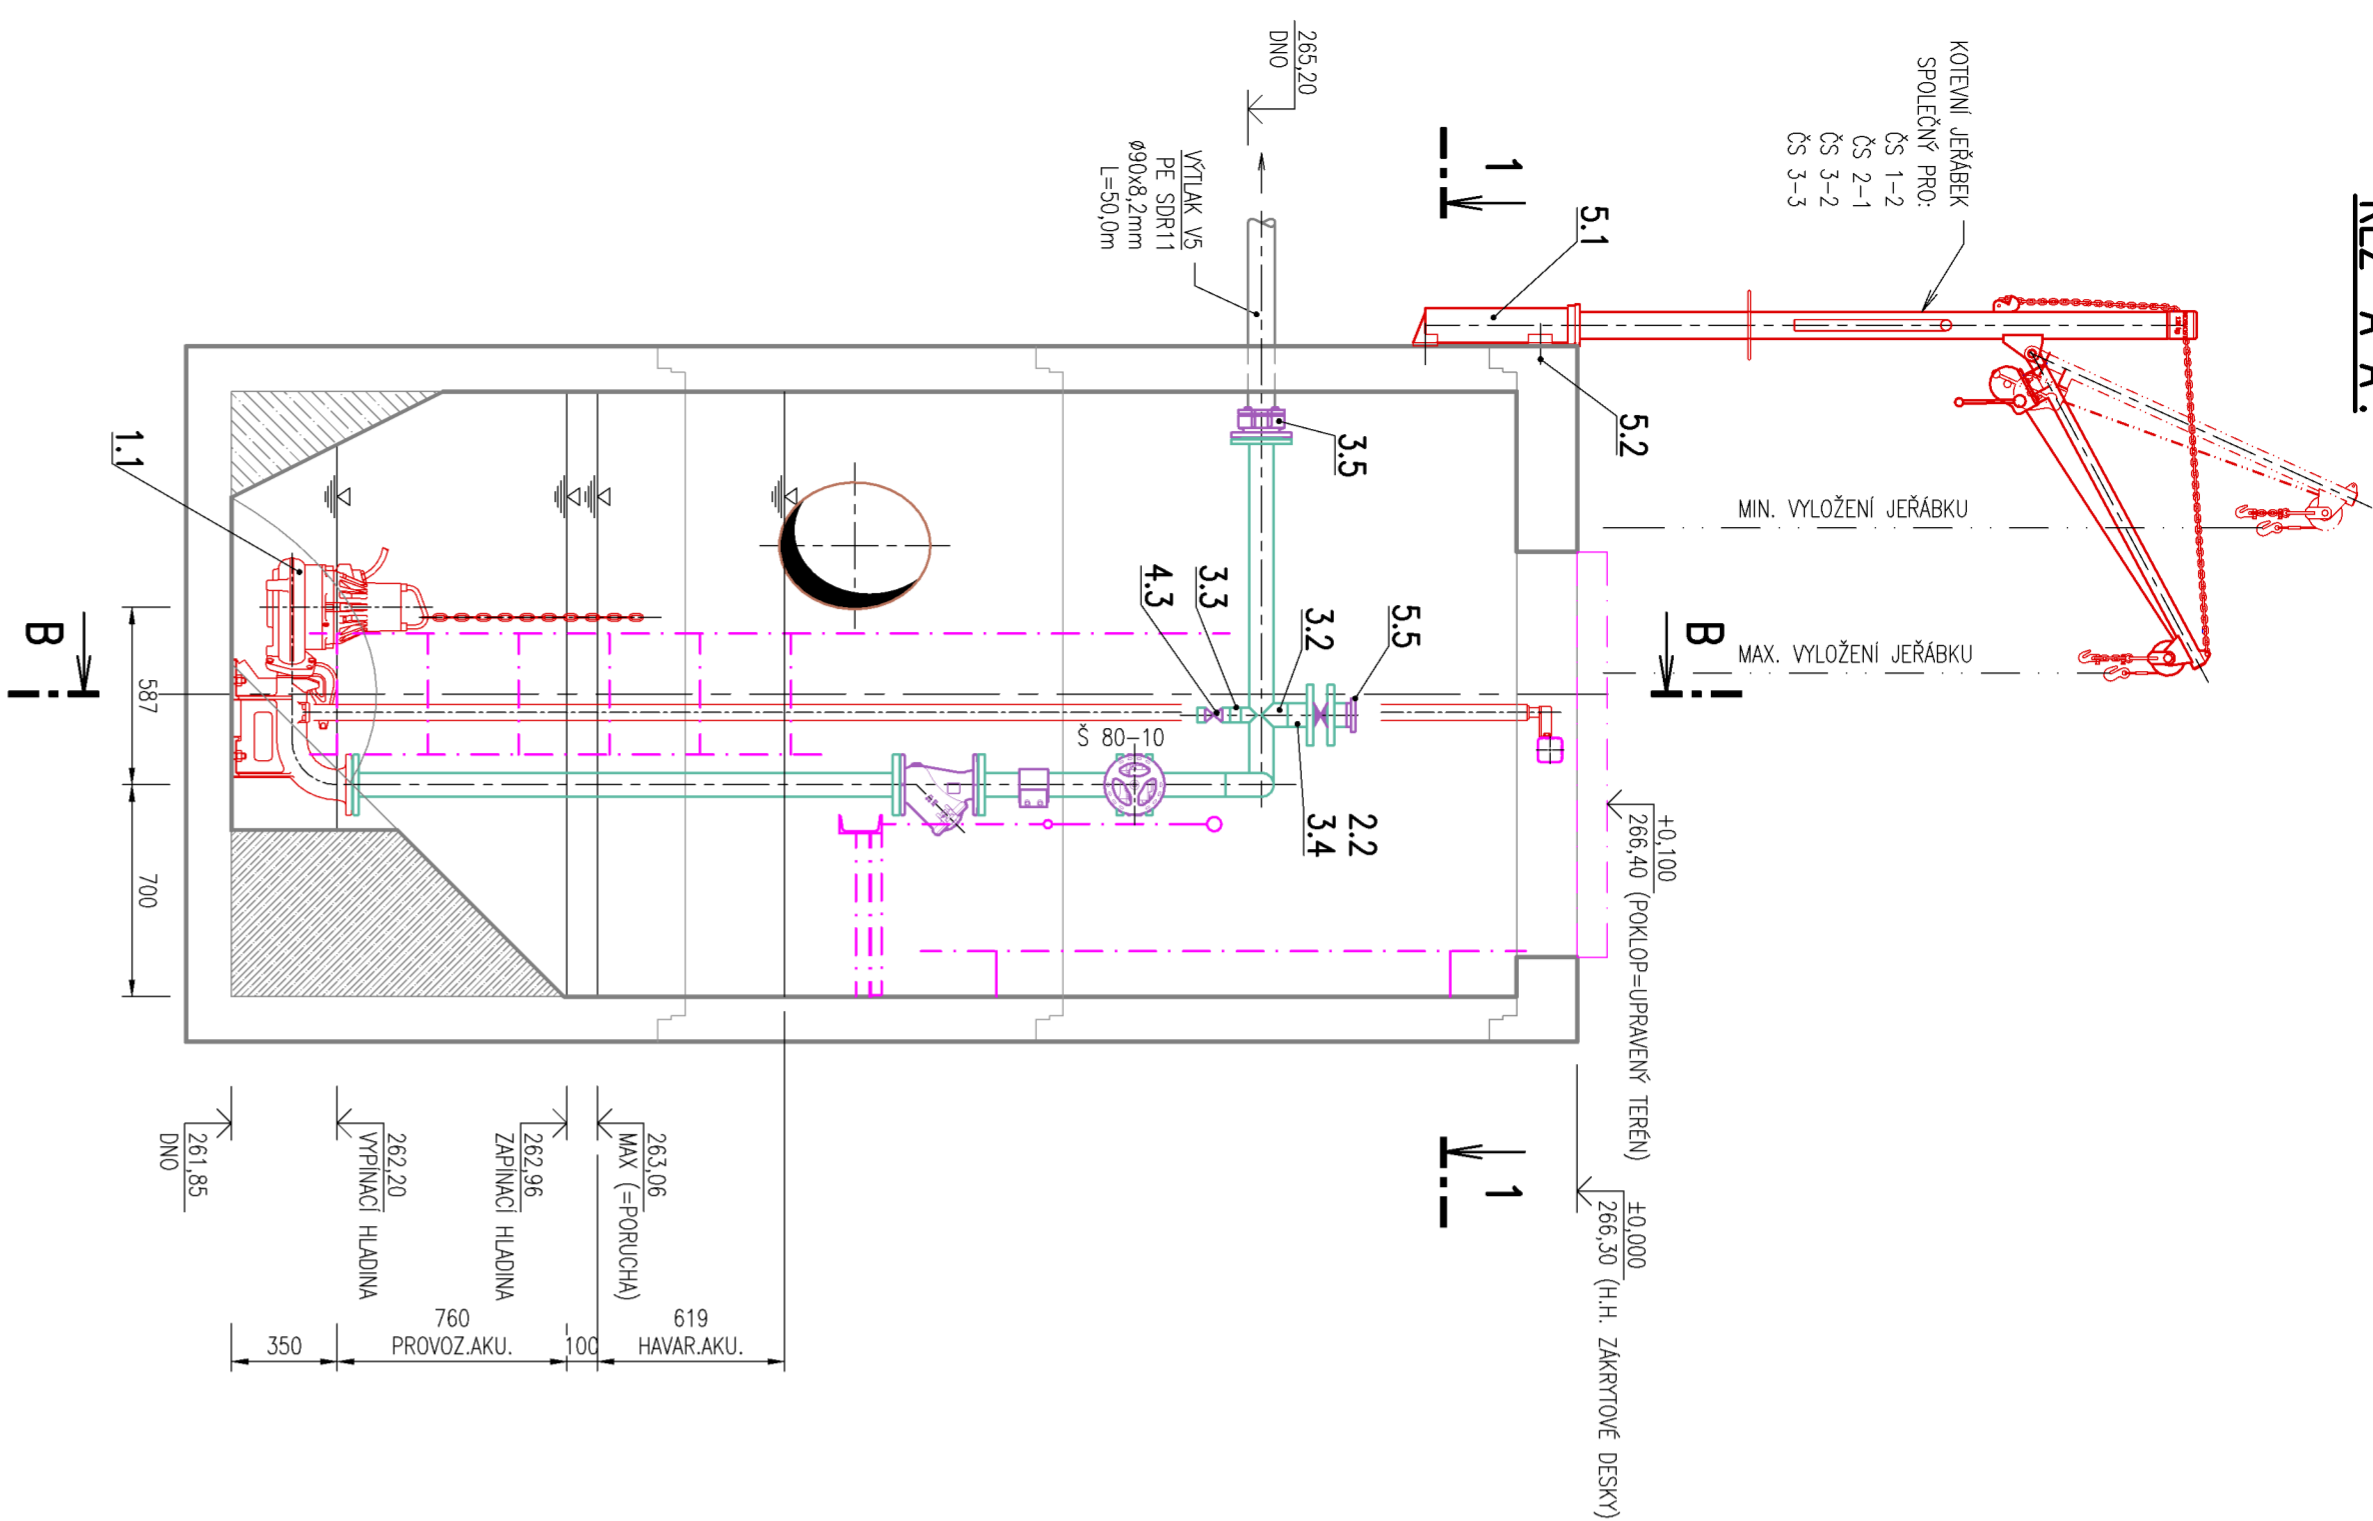 KOTEVNÍ JEŘÁBEK
SPOLEČNÝ PRO:
ČS 1-2
ČS 2-1
ČS 3-2
ČS 3-3
MIN. VYLOŽENÍ JEŘÁBKU
MAX. VYLOŽENÍ JEŘÁBKU
B
+0,100
266,40 (POKLOP=UPRAVENÝ TERÉN)
±0,000
266,30 (H.H. ZÁKRYTOVÉ DESKY)
5.2
5.1
1
1
5.5
3.5
3.2
2.2
3.4
3.3
4.3
265,20
DNO
VÝTLAK V5
PE SDR11
ø90x8,2mm
L=50,0m
Š 80-10
263,06
MAX (=PORUCHA)
262,96
ZAPÍNACÍ HLADINA
262,20
VYPÍNACÍ HLADINA
261,85
DNO
619
HAVAR.AKU.
100
760
PROVOZ.AKU.
350
1.1
587
700
B